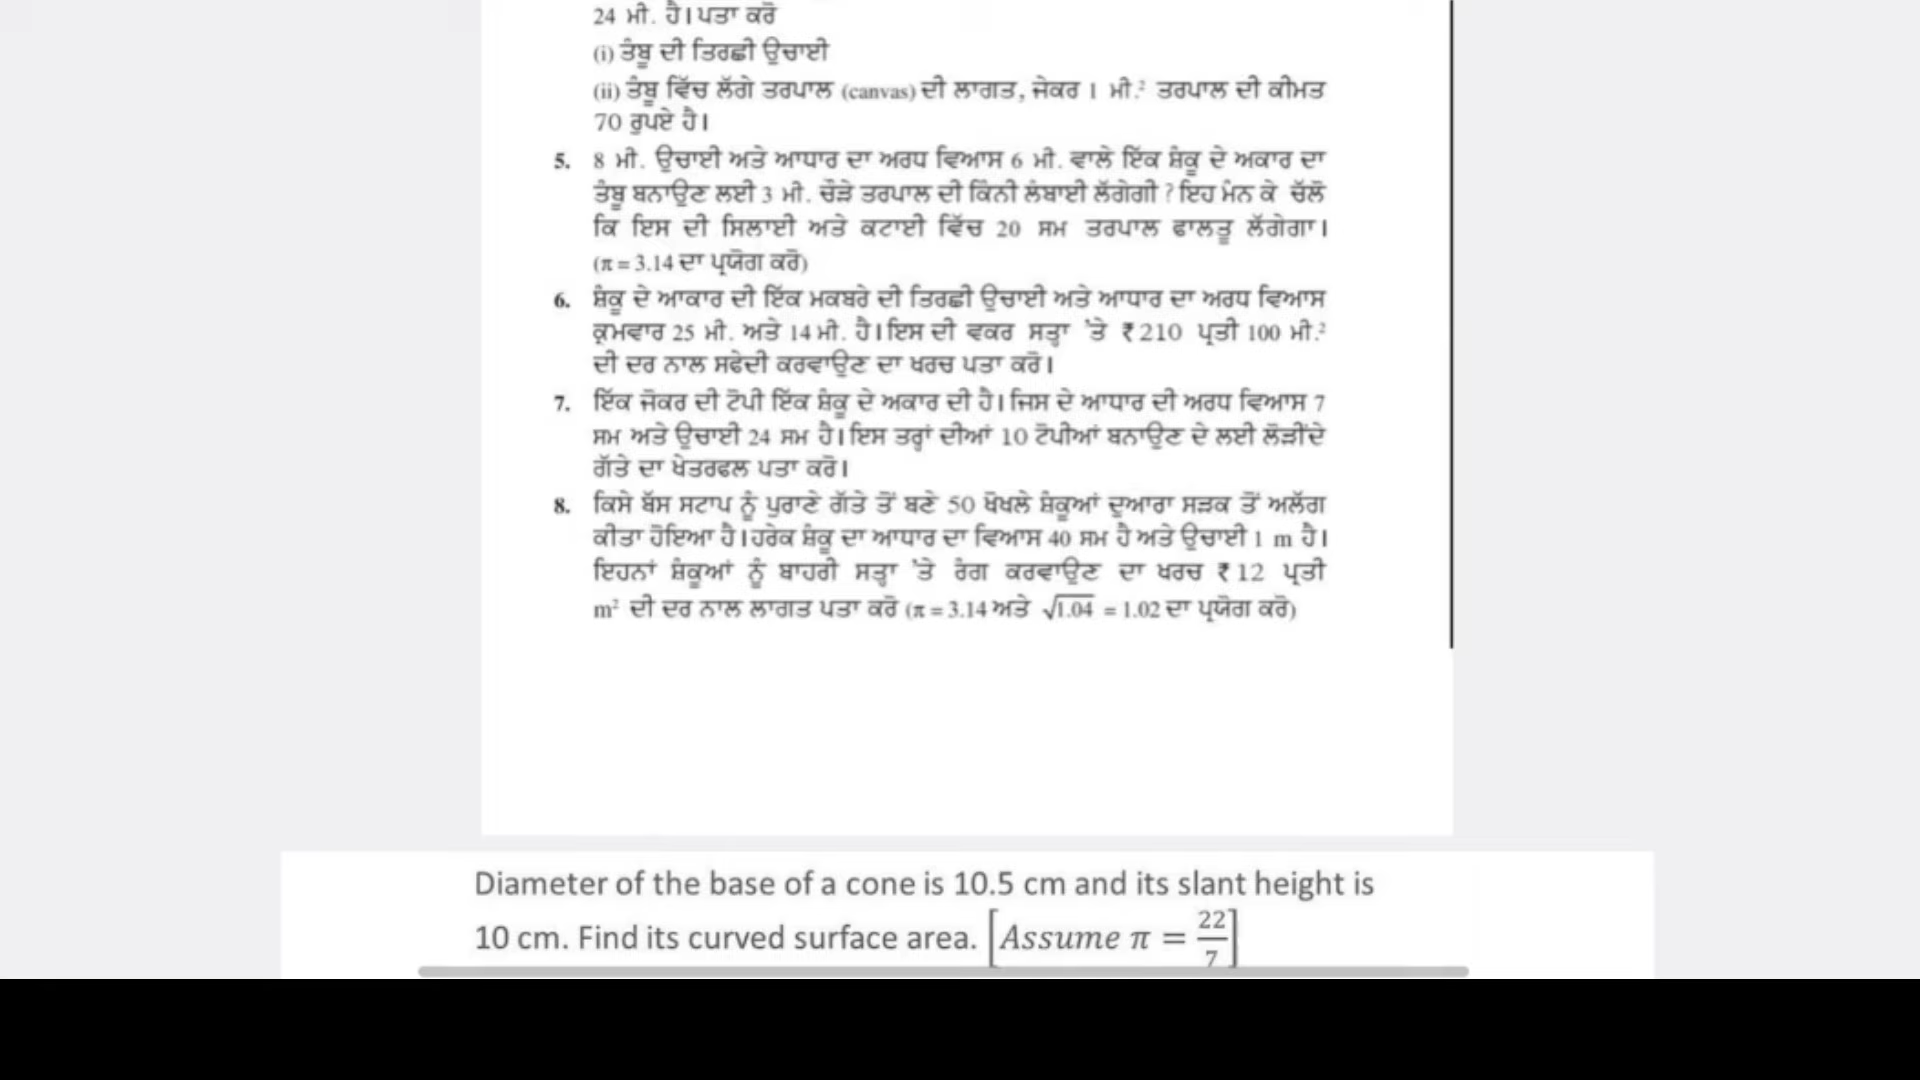 24 ਮੀ. ਹੈ। ਪਤਾ ਕਰੋ
(i) ਤੰਬੂ ਦੀ ਤਿਰਛੀ ਉਚਾਈ
(ii) ਤੰਬੂ ਵਿੱਚ ਲੱਗੇ ਤਰਪਾਲ (canvas) ਦੀ ਲਾਗਤ, ਜੇਕਰ 1 ਮੀ.² ਤਰਪਾਲ ਦੀ ਕੀਮਤ
70 ਰੁਪਏ ਹੈ।
5. 8 ਮੀ. ਉਚਾਈ ਅਤੇ ਆਧਾਰ ਦਾ ਅਰਧ ਵਿਆਸ 6 ਮੀ. ਵਾਲੇ ਇੱਕ ਸ਼ੰਕੂ ਦੇ ਅਕਾਰ ਦਾ
ਤੰਬੂ ਬਨਾਉਣ ਲਈ 3 ਮੀ. ਚੌੜੇ ਤਰਪਾਲ ਦੀ ਕਿੰਨੀ ਲੰਬਾਈ ਲੱਗੇਗੀ ? ਇਹ ਮੰਨ ਕੇ ਚੱਲੋ
ਕਿ ਇਸ ਦੀ ਸਿਲਾਈ ਅਤੇ ਕਟਾਈ ਵਿੱਚ 20 ਸਮ ਤਰਪਾਲ ਫਾਲਤੂ ਲੱਗੇਗਾ।
(π = 3.14 ਦਾ ਪ੍ਰਯੋਗ ਕਰੋ)
6. ਸ਼ੰਕੂ ਦੇ ਆਕਾਰ ਦੀ ਇੱਕ ਮਕਬਰੇ ਦੀ ਤਿਰਛੀ ਉਚਾਈ ਅਤੇ ਆਧਾਰ ਦਾ ਅਰਧ ਵਿਆਸ
ਕ੍ਰਮਵਾਰ 25 ਮੀ. ਅਤੇ 14 ਮੀ. ਹੈ। ਇਸ ਦੀ ਵਕਰ ਸਤ੍ਹਾ 'ਤੇ ₹ 210 ਪ੍ਰਤੀ 100 ਮੀ.²
ਦੀ ਦਰ ਨਾਲ ਸਫੇਦੀ ਕਰਵਾਉਣ ਦਾ ਖਰਚ ਪਤਾ ਕਰੋ।
7. ਇੱਕ ਜੋਕਰ ਦੀ ਟੋਪੀ ਇੱਕ ਸ਼ੰਕੂ ਦੇ ਅਕਾਰ ਦੀ ਹੈ। ਜਿਸ ਦੇ ਆਧਾਰ ਦੀ ਅਰਧ ਵਿਆਸ 7
ਸਮ ਅਤੇ ਉਚਾਈ 24 ਸਮ ਹੈ। ਇਸ ਤਰ੍ਹਾਂ ਦੀਆਂ 10 ਟੋਪੀਆਂ ਬਨਾਉਣ ਦੇ ਲਈ ਲੋੜੀਂਦੇ
ਗੱਤੇ ਦਾ ਖੇਤਰਫਲ ਪਤਾ ਕਰੋ।
8. ਕਿਸੇ ਬੱਸ ਸਟਾਪ ਨੂੰ ਪੁਰਾਣੇ ਗੱਤੇ ਤੋਂ ਬਣੇ 50 ਖੋਖਲੇ ਸ਼ੰਕੂਆਂ ਦੁਆਰਾ ਸੜਕ ਤੋਂ ਅਲੱਗ
ਕੀਤਾ ਹੋਇਆ ਹੈ। ਹਰੇਕ ਸ਼ੰਕੂ ਦਾ ਆਧਾਰ ਦਾ ਵਿਆਸ 40 ਸਮ ਹੈ ਅਤੇ ਉਚਾਈ 1 m ਹੈ।
ਇਹਨਾਂ ਸ਼ੰਕੂਆਂ ਨੂੰ ਬਾਹਰੀ ਸਤ੍ਹਾ 'ਤੇ ਰੰਗ ਕਰਵਾਉਣ ਦਾ ਖਰਚ ₹ 12 ਪ੍ਰਤੀ
m² ਦੀ ਦਰ ਨਾਲ ਲਾਗਤ ਪਤਾ ਕਰੋ (π = 3.14 ਅਤੇ √1.04 = 1.02 ਦਾ ਪ੍ਰਯੋਗ ਕਰੋ)
Diameter of the base of a cone is 10.5 cm and its slant height is
10 cm. Find its curved surface area. [Assume π = 22/7]